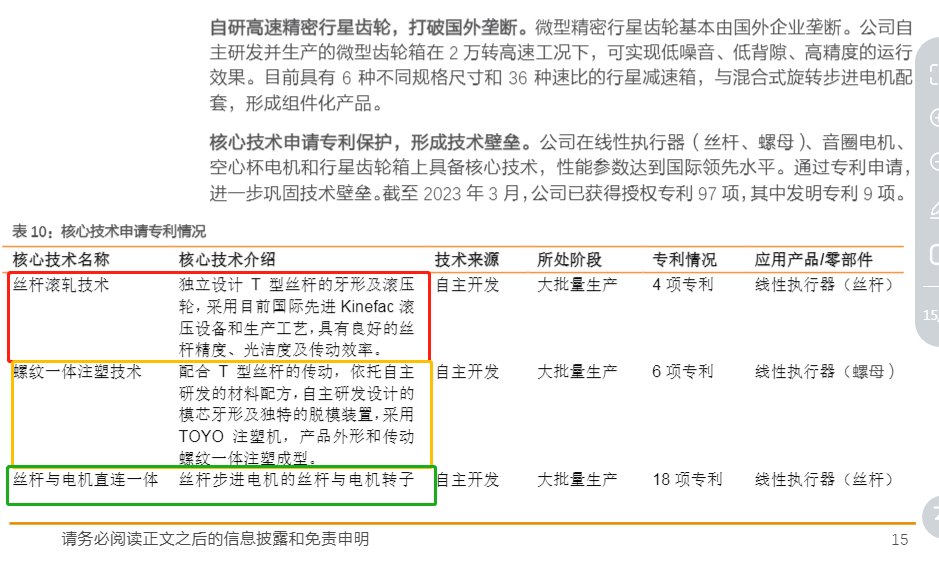 自研高速精密行星齿轮，打破国外垄断。微型精密行星齿轮基本由国外企业垄断。公司自
主研发并生产的微型齿轮箱在 2 万转高速工况下，可实现低噪音、低背隙、高精度的运行
效果。目前具有 6 种不同规格尺寸和 36 种速比的行星减速箱，与混合式旋转步进电机配
套，形成组件化产品。
核心技术申请专利保护，形成技术壁垒。公司在线性执行器（丝杆、螺母）、音圈电机、
空心杯电机和行星齿轮箱上具备核心技术，性能参数达到国际领先水平。通过专利申请，
进一步巩固技术壁垒。截至 2023 年 3 月，公司已获得授权专利 97 项，其中发明专利 9 项。
表 10：核心技术申请专利情况
核心技术名称 核心技术介绍 技术来源 所处阶段 专利情况 应用产品/零部件
丝杆滚轧技术 独立设计 T 型丝杆的牙形及滚压 自主开发 大批量生产 4 项专利 线性执行器（丝杆）
轮，采用目前国际先进 Kinefac 滚
压设备和生产工艺，具有良好的丝
杆精度、光洁度及传动效率。
螺纹一体注塑技术 配合 T 型丝杆的传动，依托自主 自主开发 大批量生产 6 项专利 线性执行器（螺母）
研发的材料配方，自主研发设计的
模芯牙形及独特的脱模装置，采用
TOYO 注塑机，产品外形和传动
螺纹一体注塑成型。
丝杆与电机直连一体 丝杆步进电机的丝杆与电机转子 自主开发 大批量生产 18 项专利 线性执行器（丝杆）
请务必阅读正文之后的信息披露和免责申明 15